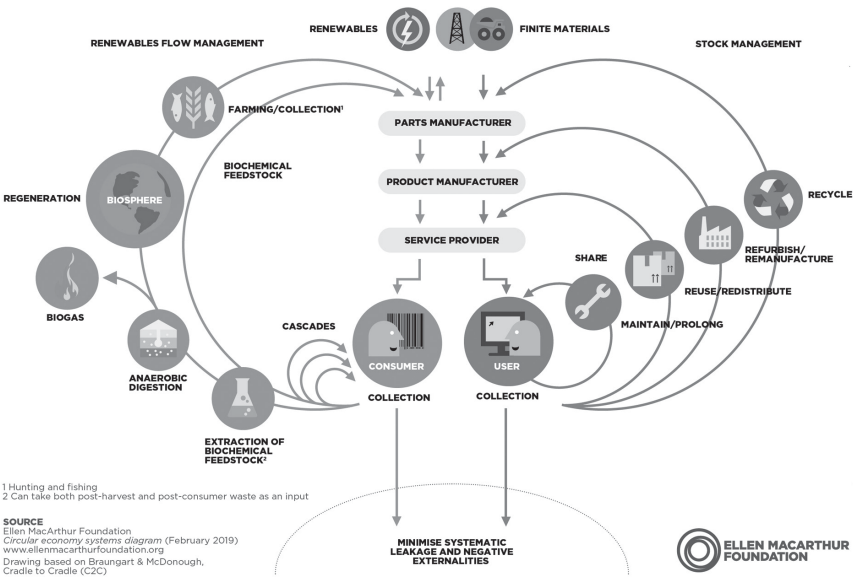 RENEWABLES
FINITE MATERIALS
RENEWABLES FLOW MANAGEMENT
STOCK MANAGEMENT
FARMING/COLLECTION¹
PARTS MANUFACTURER
BIOCHEMICAL
FEEDSTOCK
PRODUCT MANUFACTURER
REGENERATION
BIOSPHERE
RECYCLE
SERVICE PROVIDER
SHARE
REFURBISH/
REMANUFACTURE
REUSE/REDISTRIBUTE
BIOGAS
CASCADES
MAINTAIN/PROLONG
CONSUMER
USER
ANAEROBIC
DIGESTION
COLLECTION
COLLECTION
EXTRACTION OF
BIOCHEMICAL
FEEDSTOCK²
1 Hunting and fishing
2 Can take both post-harvest and post-consumer waste as an input
SOURCE
Ellen MacArthur Foundation
Circular economy systems diagram (February 2019)
www.ellenmacarthurfoundation.org
Drawing based on Braungart & McDonough,
Cradle to Cradle (C2C)
MINIMISE SYSTEMATIC
LEAKAGE AND NEGATIVE
EXTERNALITIES
ELLEN MACARTHUR
FOUNDATION